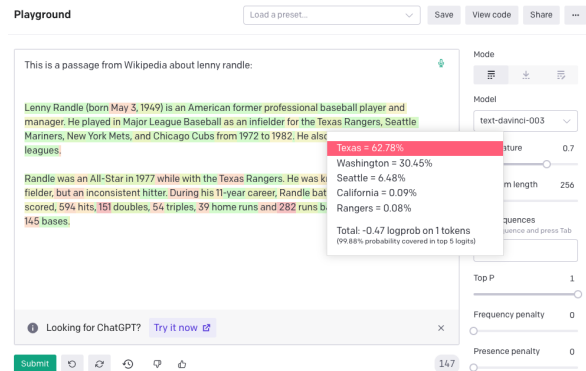 Playground
Load a preset...
Save
View code
Share
...
This is a passage from Wikipedia about lenny randle:
Lenny Randle (born May 3, 1949) is an American former professional baseball player and
manager. He played in Major League Baseball as an infielder for the Texas Rangers, Seattle
Mariners, New York Mets, and Chicago Cubs from 1972 to 1982. He also
leagues.
Randle was an All-Star in 1977 while with the Texas Rangers. He was
fielder, but an inconsistent hitter. During his 11-year career, Randle bat
scored, 594 hits, 151 doubles, 54 triples, 39 home runs and 282 runs
145 bases.
Texas = 62.78%
Washington = 30.45%
Seattle = 6.48%
California = 0.09%
Rangers = 0.08%
Total: -0.47 logprob on 1 tokens
(99.88% probability covered in top 5 logits)
Looking for ChatGPT? Try it now
Submit
147
Mode
Model
text-davinci-003
ature 0.7
m length 256
quences
uence and press Tab
Top P 1
Frequency penalty 0
Presence penalty 0